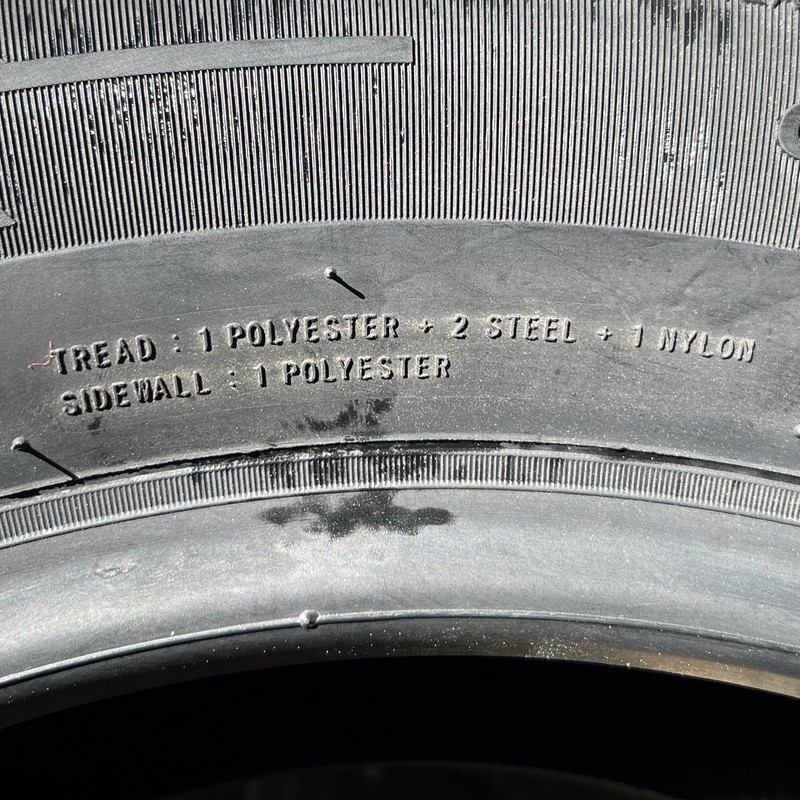 TREAD : 1 POLYESTER + 2 STEEL + 1 NYLON
SIDEWALL : 1 POLYESTER